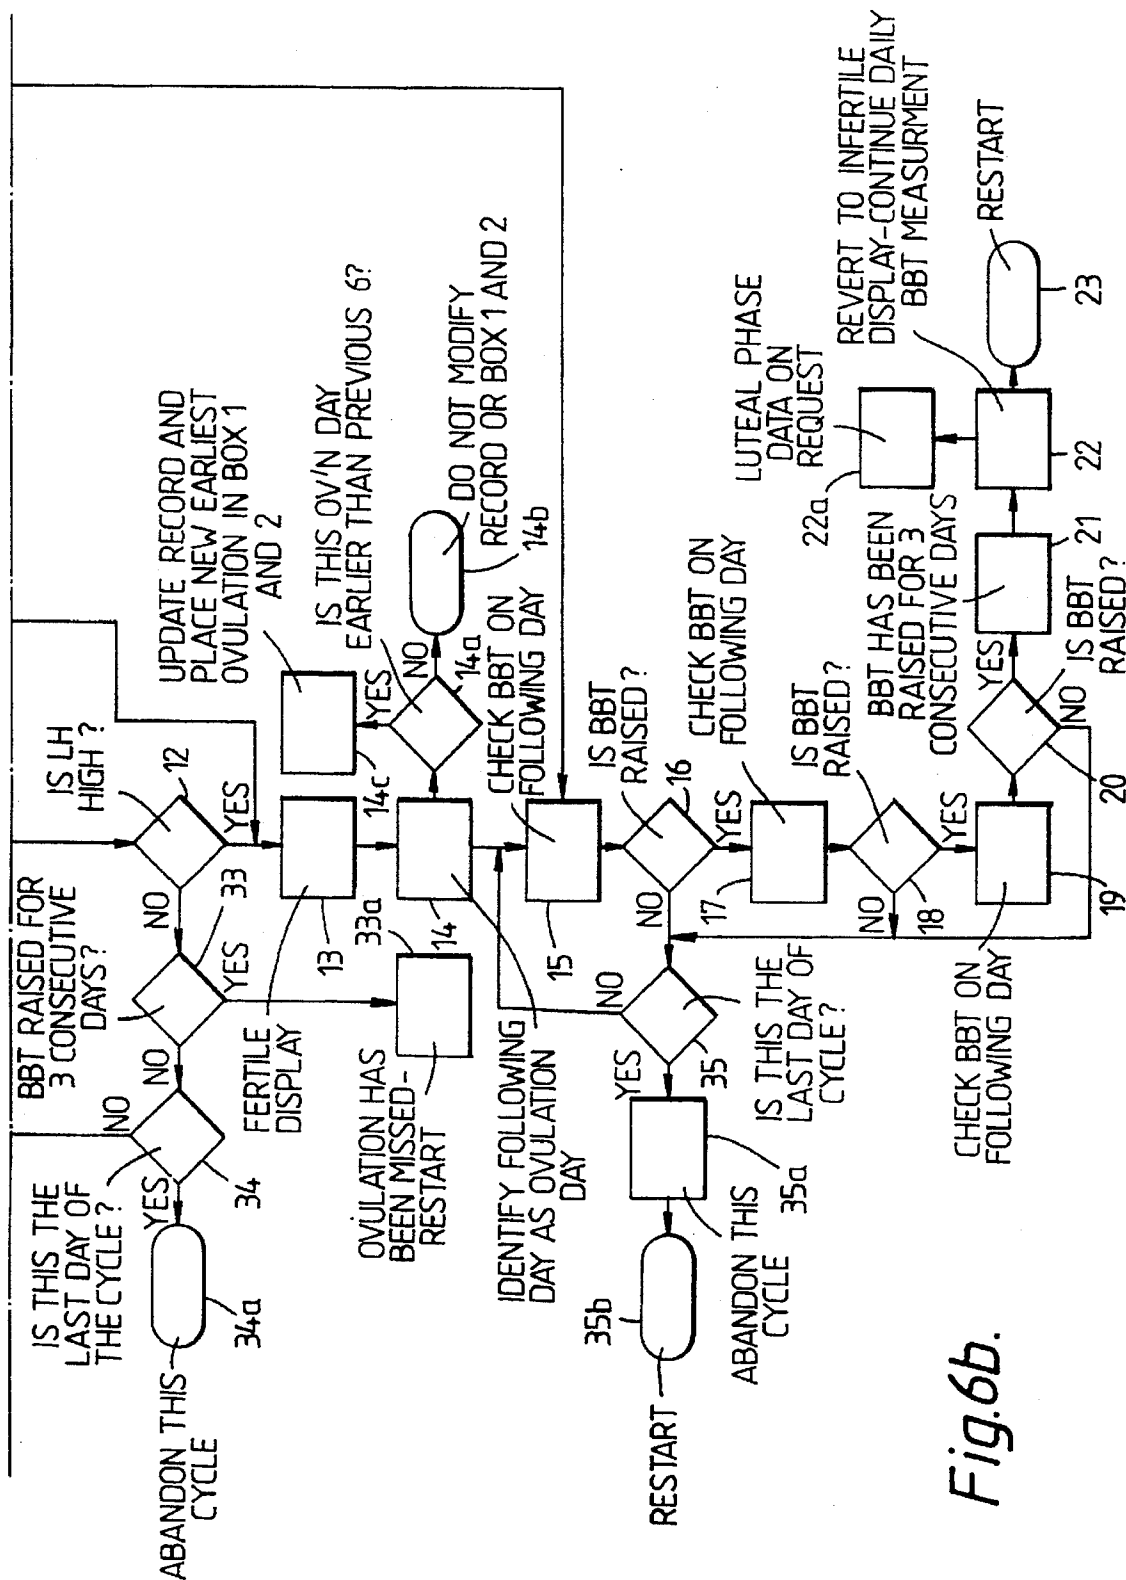 IS THIS THE
LAST DAY OF
THE CYCLE?
NO
YES
34
34a
ABANDON THIS
CYCLE
BBT RAISED FOR
3 CONSECUTIVE
DAYS?
NO
33
YES
NO
IS LH
HIGH ?
12
YES
FERTILE
DISPLAY
13
OVULATION HAS
BEEN MISSED-
RESTART
33a
UPDATE RECORD AND
PLACE NEW EARLIEST
OVULATION IN BOX 1
AND 2
14c
YES
IS THIS OV'N DAY
EARLIER THAN PREVIOUS 6?
NO
14a
DO NOT MODIFY
RECORD OR BOX 1 AND 2
14b
14
IDENTIFY FOLLOWING
DAY AS OVULATION
DAY
CHECK BBT ON
FOLLOWING DAY
15
IS BBT
RAISED?
16
NO
YES
NO
YES
35
IS THIS THE
LAST DAY OF
CYCLE?
35a
ABANDON THIS
CYCLE
35b
RESTART
17
CHECK BBT ON
FOLLOWING DAY
IS BBT
RAISED?
NO
YES
18
CHECK BBT ON
FOLLOWING DAY
19
20
YES
NO
IS BBT
RAISED?
BBT HAS BEEN
RAISED FOR 3
CONSECUTIVE DAYS
21
22a
LUTEAL PHASE
DATA ON
REQUEST
22
REVERT TO INFERTILE
DISPLAY-CONTINUE DAILY
BBT MEASURMENT
23
RESTART
Fig.6b.